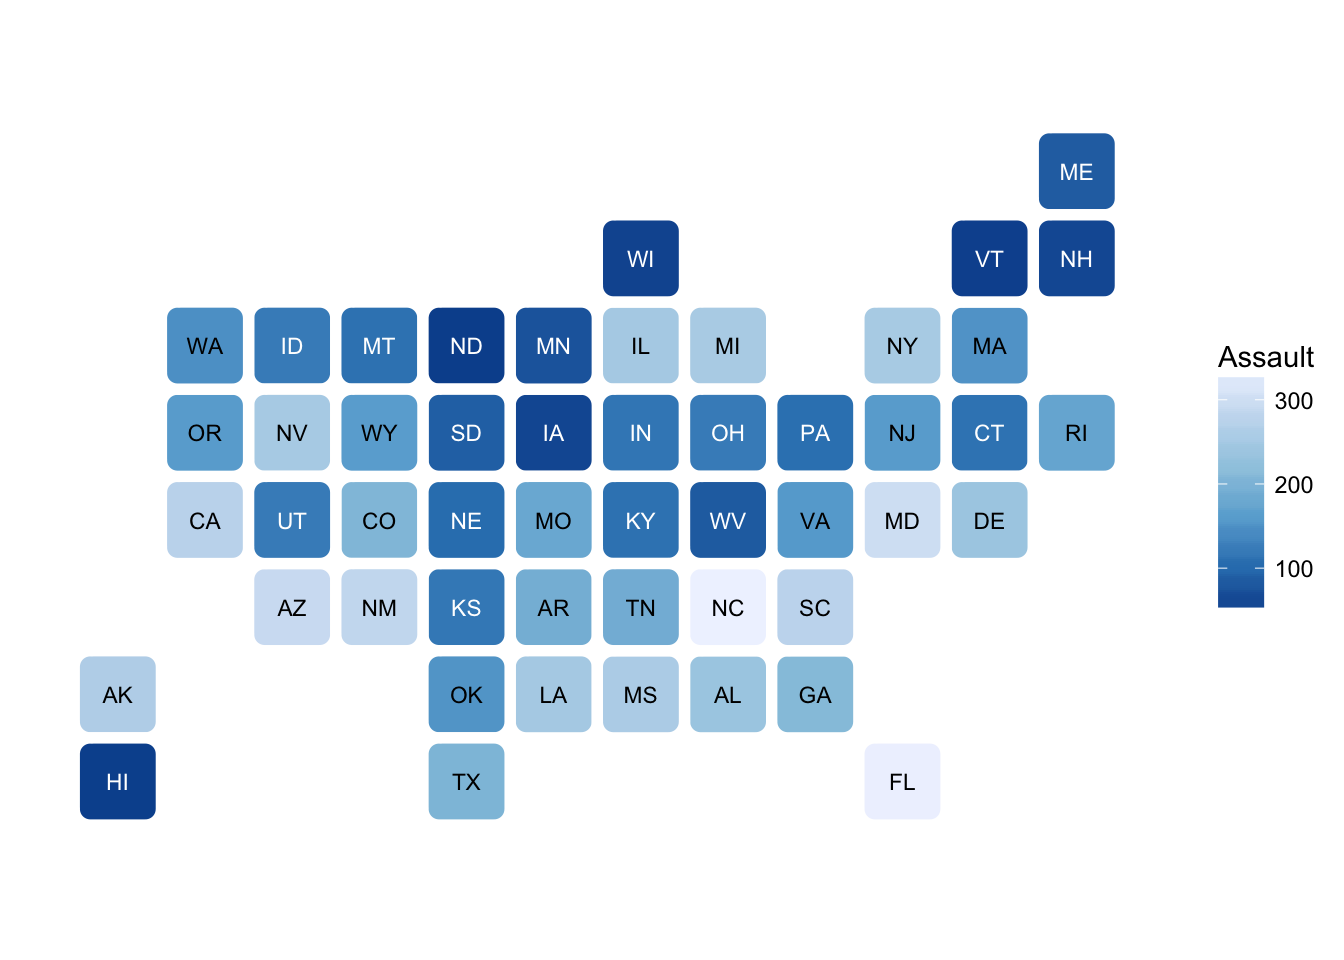 ME
WI VT NH
WA ID MT ND MN IL MI NY MA
OR NV WY SD IA IN OH PA NJ CT RI
CA UT CO NE MO KY WV VA MD DE
AZ NM KS AR TN NC SC
AK OK LA MS AL GA
HI TX FL
Assault
300
200
100